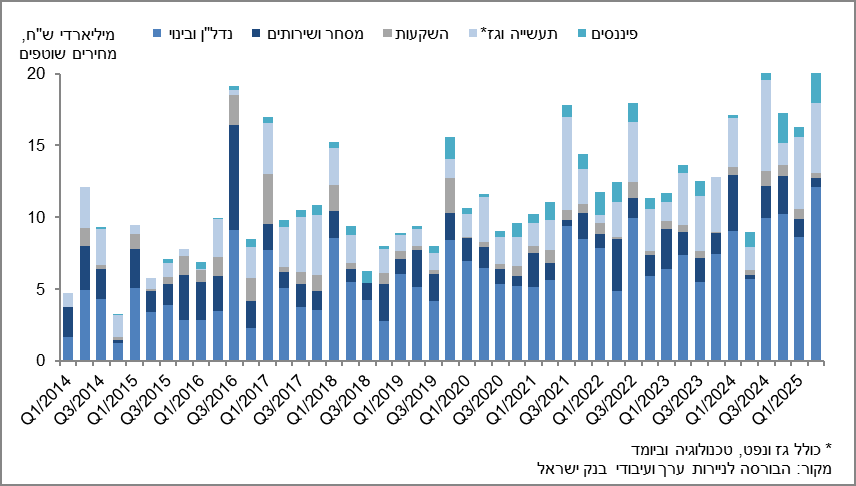 מיליארדי ש"ח,
מחירים שוטפים
נדל"ן ובינוי
מסחר ושירותים
השקעות
תעשייה וגז*
פיננסים
20
15
10
5
0
Q1/2014
Q3/2014
Q1/2015
Q3/2015
Q1/2016
Q3/2016
Q1/2017
Q3/2017
Q1/2018
Q3/2018
Q1/2019
Q3/2019
Q1/2020
Q3/2020
Q1/2021
Q3/2021
Q1/2022
Q3/2022
Q1/2023
Q3/2023
Q1/2024
Q3/2024
Q1/2025
* כולל גז ונפט, טכנולוגיה וביומד
מקור: הבורסה לניירות ערך ועיבודי בנק ישראל